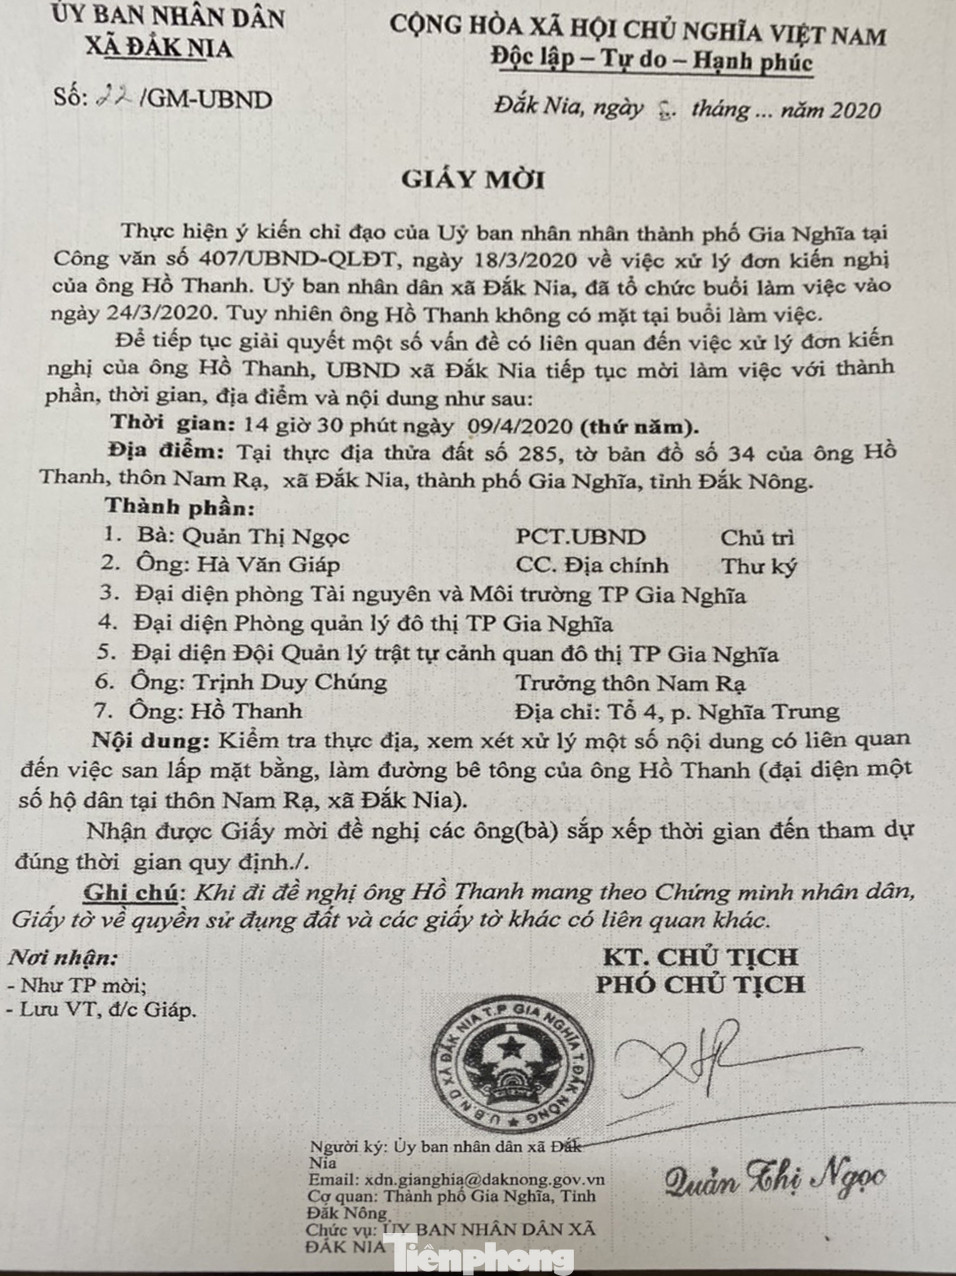 ỦY BAN NHÂN DÂN
XÃ ĐẮK NIA
Số: 22 /GM-UBND
CỘNG HÒA XÃ HỘI CHỦ NGHĨA VIỆT NAM
Độc lập – Tự do – Hạnh phúc
Đắk Nia, ngày tháng ... năm 2020
GIẤY MỜI
Thực hiện ý kiến chỉ đạo của Uỷ ban nhân nhân thành phố Gia Nghĩa tại
Công văn số 407/UBND-QLĐT, ngày 18/3/2020 về việc xử lý đơn kiến nghị
của ông Hồ Thanh. Uỷ ban nhân dân xã Đắk Nia, đã tổ chức buổi làm việc vào
ngày 24/3/2020. Tuy nhiên ông Hồ Thanh không có mặt tại buổi làm việc.
Để tiếp tục giải quyết một số vấn đề có liên quan đến việc xử lý đơn kiến
nghị của ông Hồ Thanh, UBND xã Đắk Nia tiếp tục mời làm việc với thành
phần, thời gian, địa điểm và nội dung như sau:
Thời gian: 14 giờ 30 phút ngày 09/4/2020 (thứ năm).
Địa điểm: Tại thực địa thửa đất số 285, tờ bản đồ số 34 của ông Hồ
Thanh, thôn Nam Rạ, xã Đắk Nia, thành phố Gia Nghĩa, tỉnh Đắk Nông.
Thành phần:
1. Bà: Quản Thị Ngọc PCT.UBND Chủ trì
2. Ông: Hà Văn Giáp CC. Địa chính Thư ký
3. Đại diện phòng Tài nguyên và Môi trường TP Gia Nghĩa
4. Đại diện Phòng quản lý đô thị TP Gia Nghĩa
5. Đại diện Đội Quản lý trật tự cảnh quan đô thị TP Gia Nghĩa
6. Ông: Trịnh Duy Chúng Trưởng thôn Nam Rạ
7. Ông: Hồ Thanh Địa chỉ: Tổ 4, p. Nghĩa Trung
Nội dung: Kiểm tra thực địa, xem xét xử lý một số nội dung có liên quan
đến việc san lấp mặt bằng, làm đường bê tông của ông Hồ Thanh (đại diện một
số hộ dân tại thôn Nam Rạ, xã Đắk Nia).
Nhận được Giấy mời đề nghị các ông(bà) sắp xếp thời gian đến tham dự
đúng thời gian quy định./.
Ghi chú: Khi đi đề nghị ông Hồ Thanh mang theo Chứng minh nhân dân,
Giấy tờ về quyền sử đụng đất và các giấy tờ khác có liên quan khác.
Nơi nhận:
- Như TP mời;
- Lưu VT, đ/c Giáp.
KT. CHỦ TỊCH
PHÓ CHỦ TỊCH
U.B.N.D XÃ ĐẮK NIA T.P GIA NGHĨA T.ĐẮK NÔNG
Người ký: Ủy ban nhân dân xã Đắk
Nia
Email: xdn.gianghia@daknong.gov.vn
Cơ quan: Thành phố Gia Nghĩa, Tỉnh
Đăk Nông
Chức vụ: ỦY BAN NHÂN DÂN XÃ
ĐẮK NIA
Quản Thị Ngọc
Tiênphong